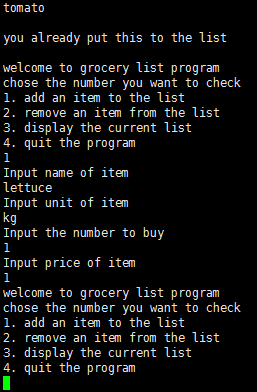 tomato
you already put this to the list
welcome to grocery list program
chose the number you want to check
1. add an item to the list
2. remove an item from the list
3. display the current list
4. quit the program
1
Input name of item
lettuce
Input unit of item
kg
Input the number to buy
1
Input price of item
1
welcome to grocery list program
chose the number you want to check
1. add an item to the list
2. remove an item from the list
3. display the current list
4. quit the program